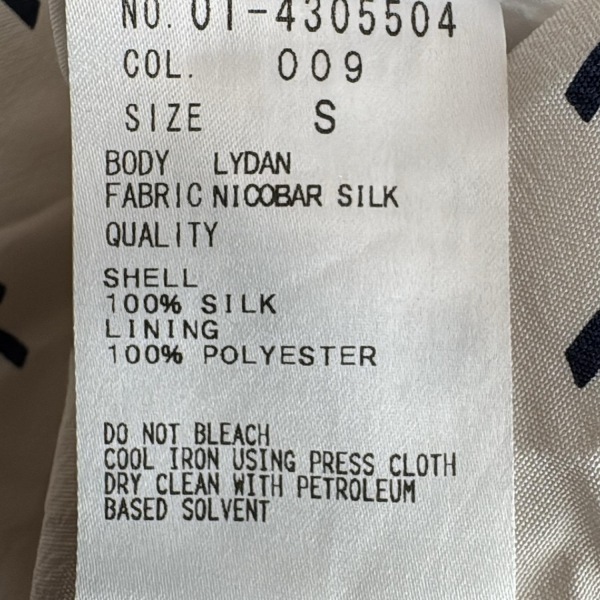 NO. 01-4305504
COL. 009
SIZE S
BODY LYDAN
FABRIC NICOBAR SILK
QUALITY
SHELL
100% SILK
LINING
100% POLYESTER
DO NOT BLEACH
COOL IRON USING PRESS CLOTH
DRY CLEAN WITH PETROLEUM
BASED SOLVENT